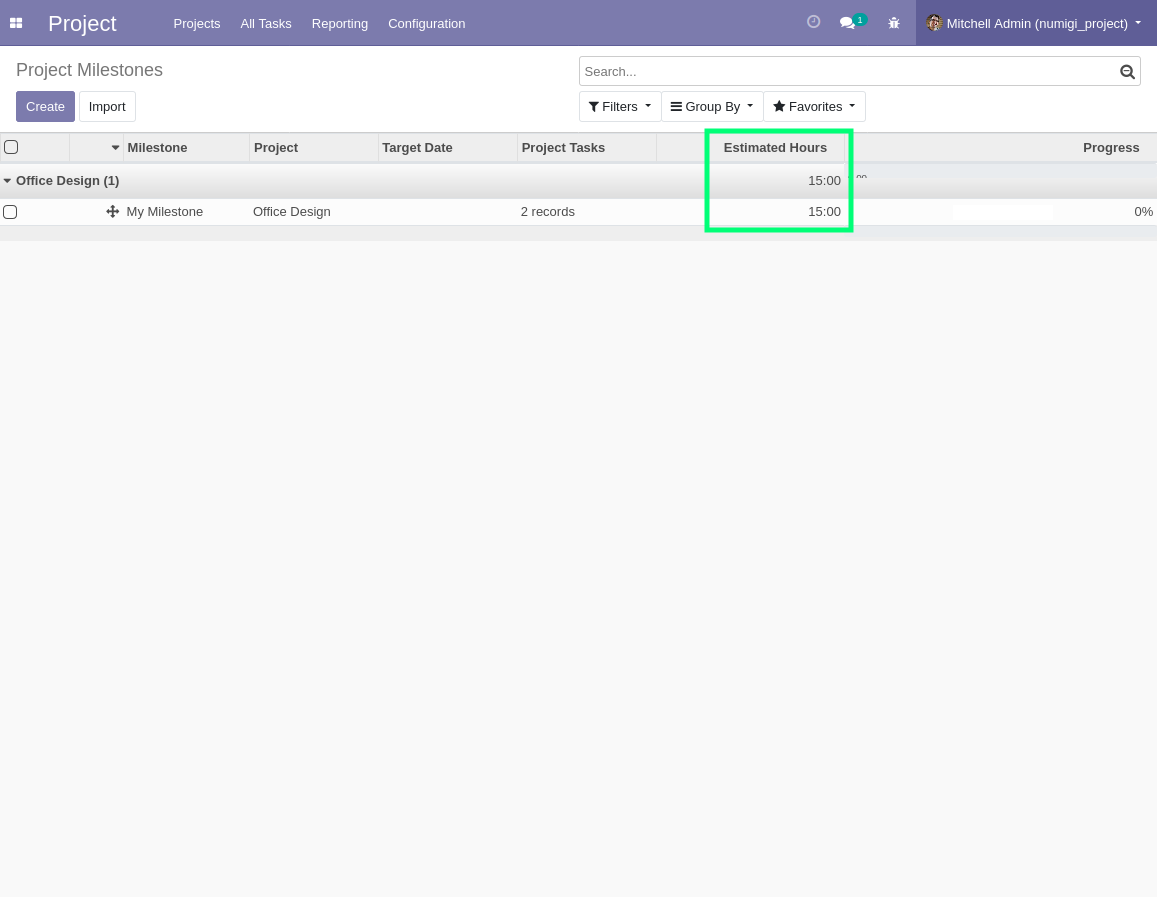 Project Projects All Tasks Reporting Configuration 1 Mitchell Admin (numigi_project)
Project Milestones
Search...
Create Import Filters Group By Favorites
Milestone Project Target Date Project Tasks Estimated Hours Progress
Office Design (1) 15:00
My Milestone Office Design 2 records 15:00 0%